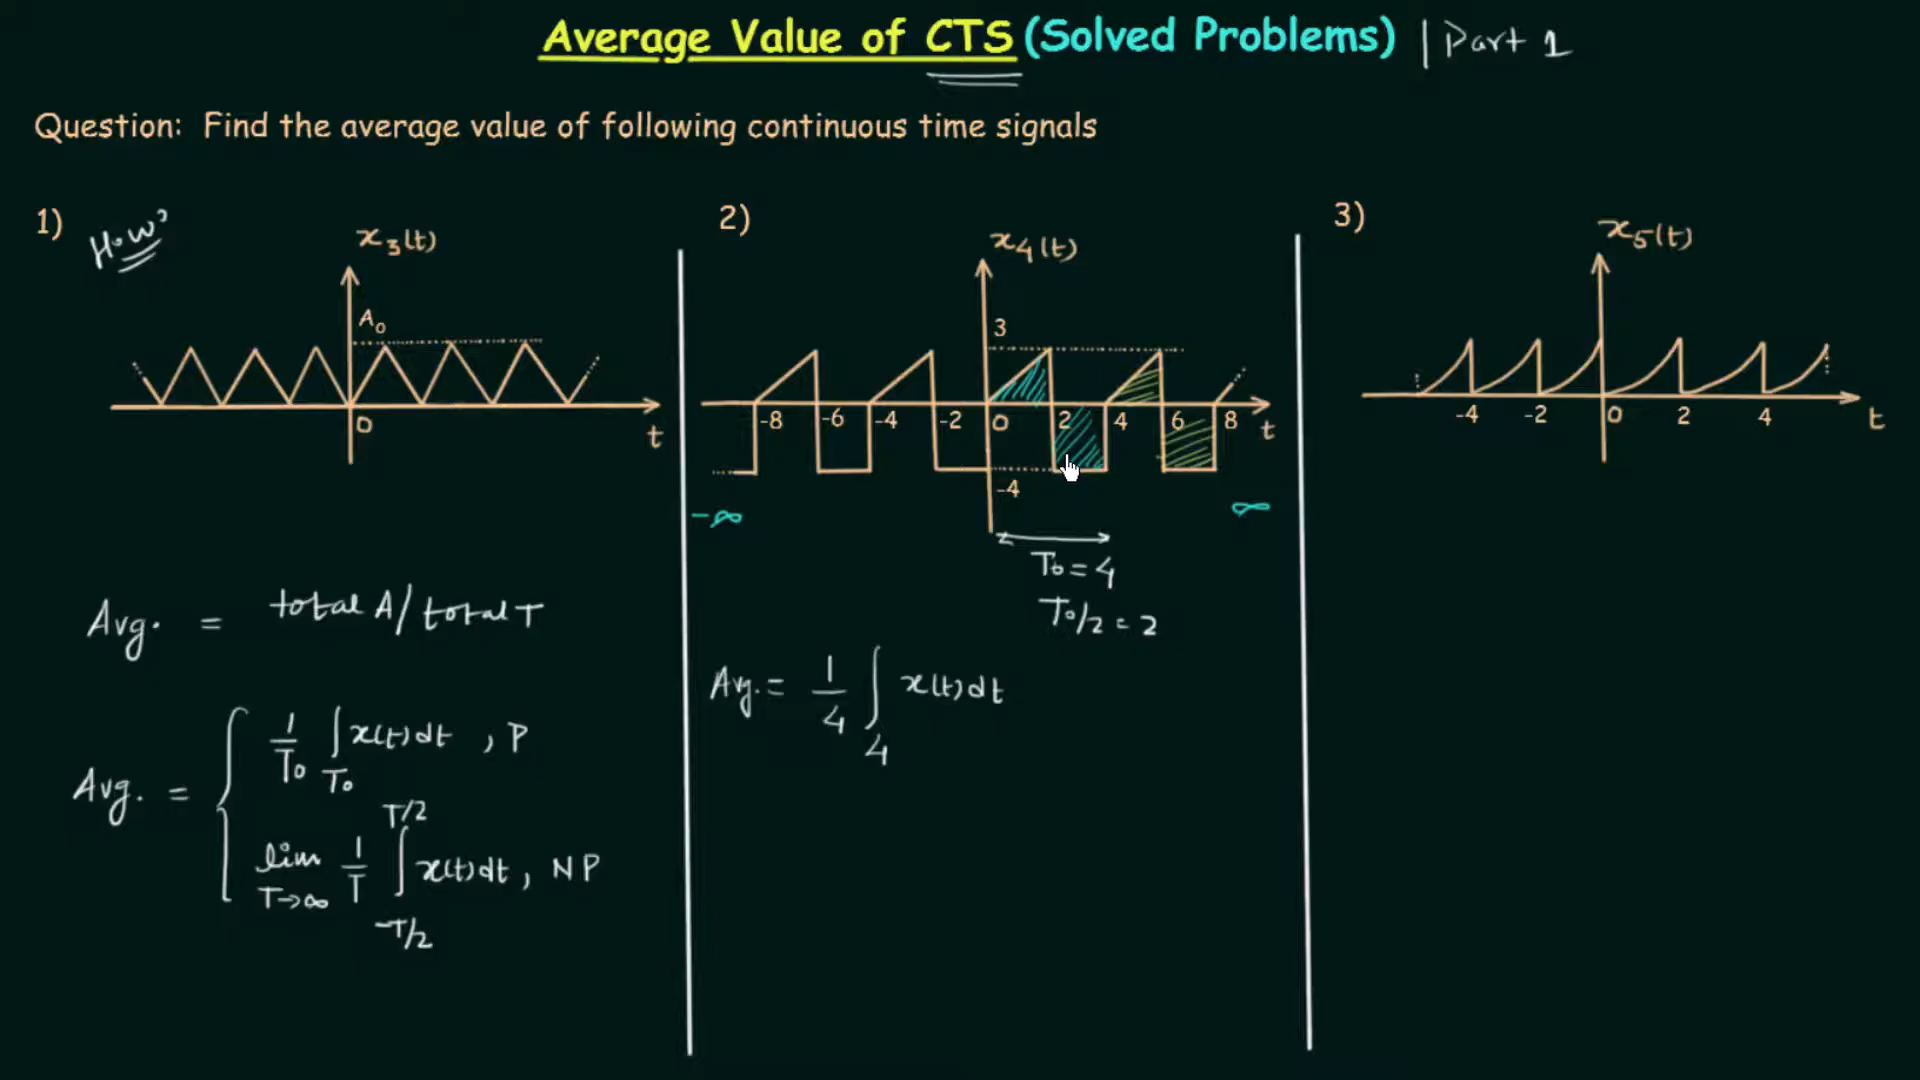 Average Value of CTS (Solved Problems) | Part 1
Question: Find the average value of following continuous time signals
1) How?
x₃(t)
A₀
0
t
Avg. = total A / total T
Avg. = { 1/T₀ ∫T₀ x(t)dt , P
lim T→∞ 1/T ∫-T/2 T/2 x(t)dt , NP
2)
x₄(t)
3
-8 -6 -4 -2 0 2 4 6 8 t
-4
-∞ ∞
T₀ = 4
T₀/2 = 2
Avg. = 1/4 ∫4 x(t)dt
3)
x₅(t)
-4 -2 0 2 4 t